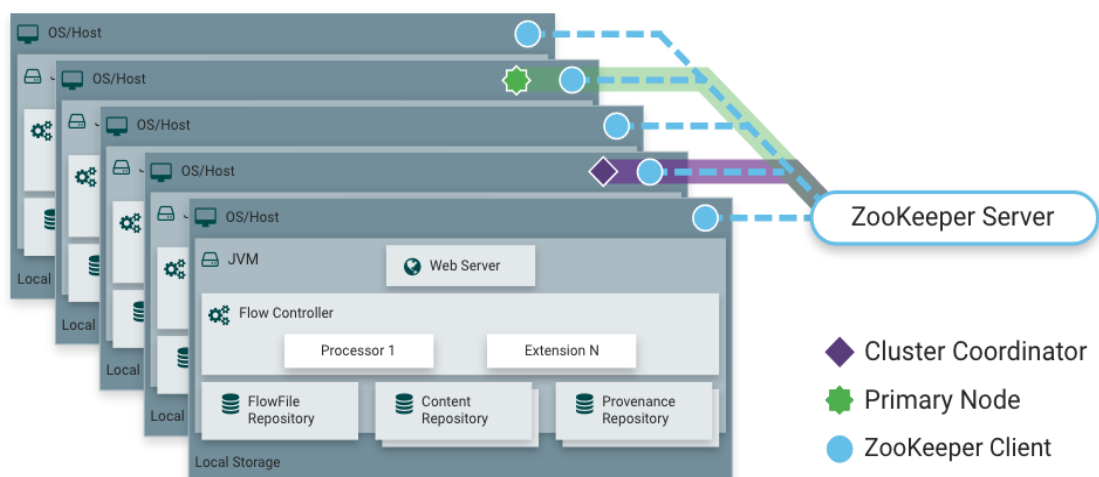 OS/Host
OS/Host
OS/Host
OS/Host
OS/Host
ZooKeeper Server
JVM
Web Server
Flow Controller
Processor 1
Extension N
FlowFile
Repository
Content
Repository
Provenance
Repository
Local Storage
Local
Local
Local
Local
Cluster Coordinator
Primary Node
ZooKeeper Client